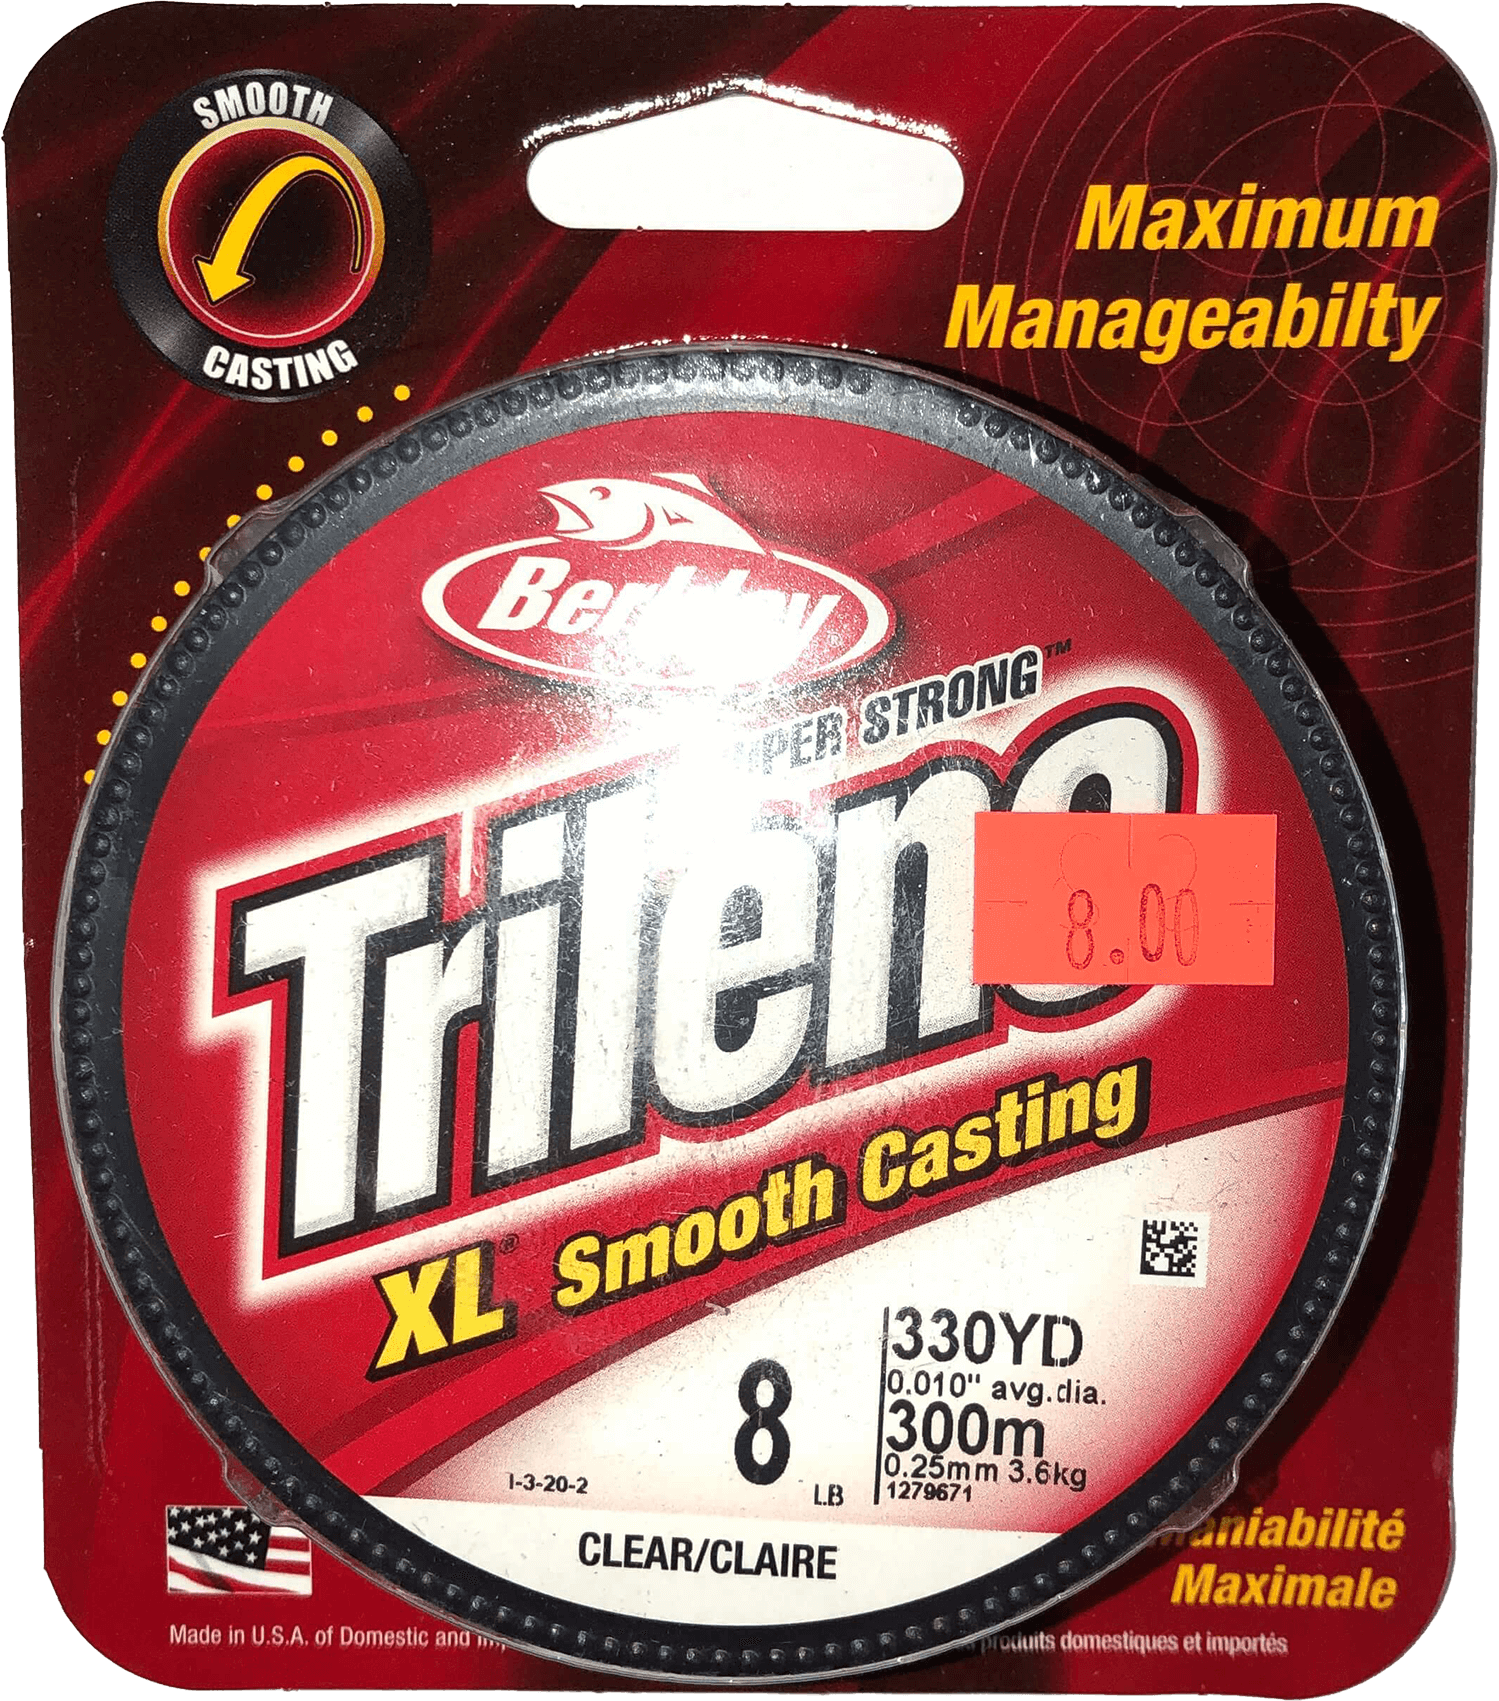 SMOOTH
CASTING
Maximum
Manageabilty
Berkley
STRONG™
Trilene
8.00
XL® Smooth Casting
8 LB
330YD
0.010" avg.dia.
300m
0.25mm 3.6kg
1279671
I-3-20-2
CLEAR/CLAIRE
Maximale
Made in U.S.A. of Domestic and
produits domestiques et importés